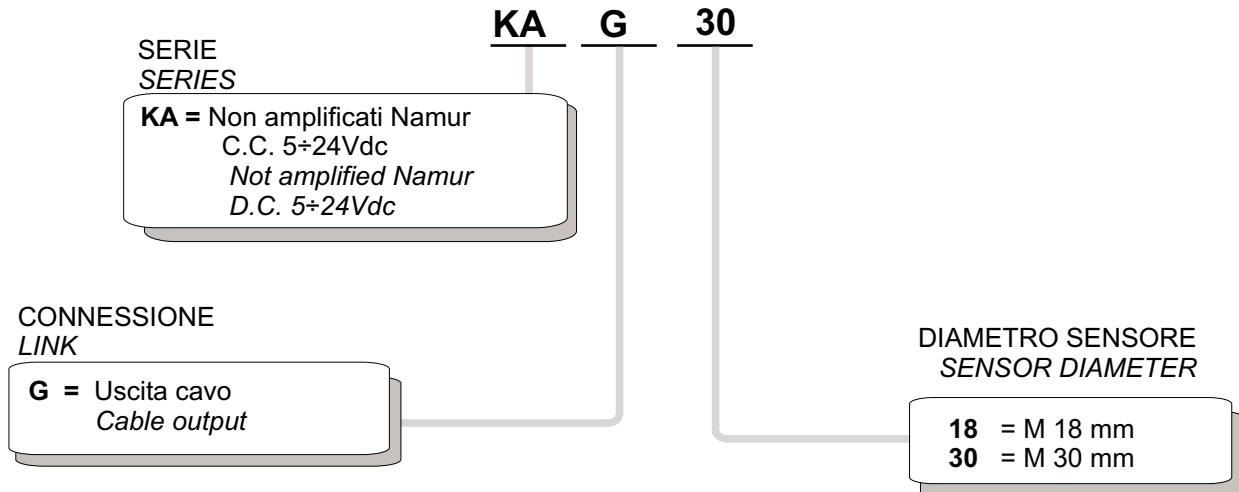 KA G 30
SERIE
SERIES
KA = Non amplificati Namur
C.C. 5÷24Vdc
Not amplified Namur
D.C. 5÷24Vdc
CONNESSIONE
LINK
G = Uscita cavo
Cable output
DIAMETRO SENSORE
SENSOR DIAMETER
18 = M 18 mm
30 = M 30 mm